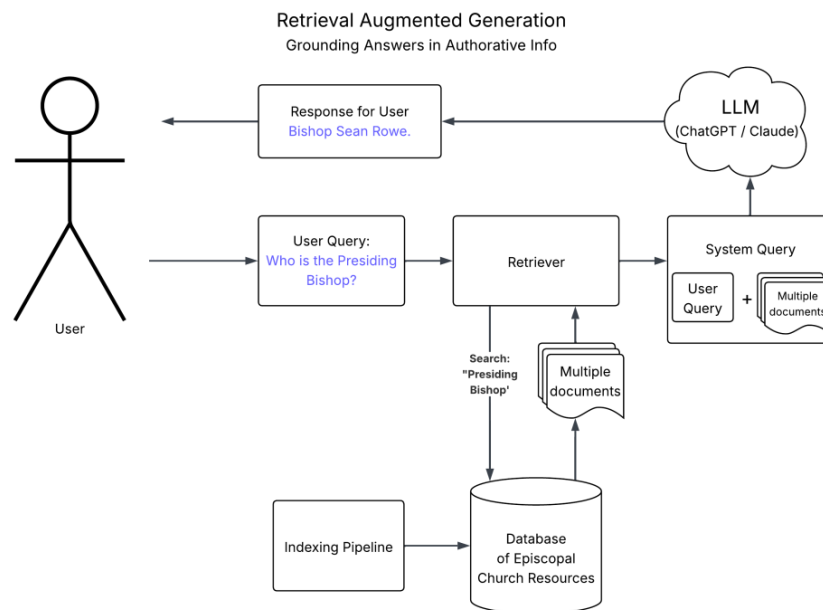 Retrieval Augmented Generation
Grounding Answers in Authorative Info
Response for User
Bishop Sean Rowe.
LLM
(ChatGPT / Claude)
User Query:
Who is the Presiding
Bishop?
Retriever
System Query
User
Query
+
Multiple
documents
User
Search:
"Presiding
Bishop'
Multiple
documents
Indexing Pipeline
Database
of Episcopal
Church Resources